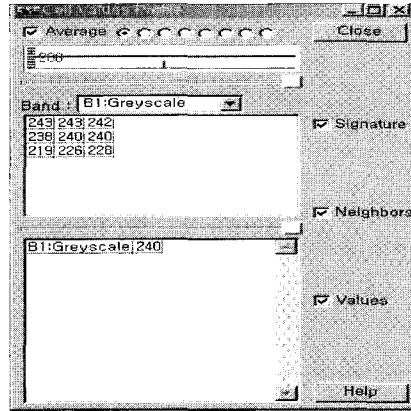 Average
Close
Band : B1:Greyscale
243 243 242
238 240 240
219 226 228
Signature
Neighbors
B1:Greyscale 240
Values
Help